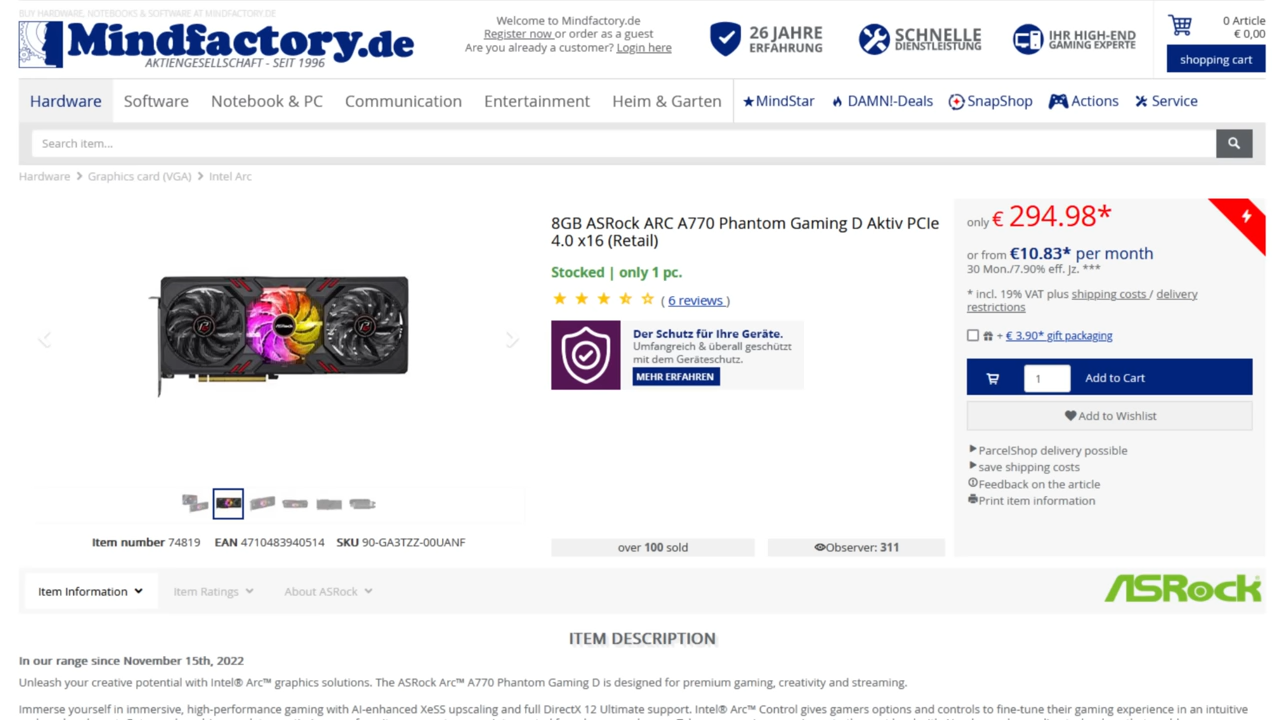 BUY HARDWARE, NOTEBOOKS & SOFTWARE AT MINDFACTORY.DE
Mindfactory.de
AKTIENGESELLSCHAFT - SEIT 1996
Welcome to Mindfactory.de
Register now or order as a guest
Are you already a customer? Login here
26 JAHRE
ERFAHRUNG
SCHNELLE
DIENSTLEISTUNG
IHR HIGH-END
GAMING EXPERTE
0 Article
€ 0,00
shopping cart
Hardware Software Notebook & PC Communication Entertainment Heim & Garten MindStar DAMN!-Deals SnapShop Actions Service
Search item...
Hardware > Graphics card (VGA) > Intel Arc
8GB ASRock ARC A770 Phantom Gaming D Aktiv PCIe
4.0 x16 (Retail)
Stocked | only 1 pc.
( 6 reviews )
Der Schutz für Ihre Geräte.
Umfangreich & überall geschützt
mit dem Geräteschutz.
MEHR ERFAHREN
only € 294.98*
or from €10.83* per month
30 Mon./7.90% eff. Jz. ***
* incl. 19% VAT plus shipping costs / delivery
restrictions
+ € 3.90* gift packaging
1 Add to Cart
Add to Wishlist
ParcelShop delivery possible
save shipping costs
Feedback on the article
Print item information
ASRock
Item number 74819 EAN 4710483940514 SKU 90-GA3TZZ-00UANF
over 100 sold
Observer: 311
Item Information Item Ratings About ASRock
ASRock
ITEM DESCRIPTION
In our range since November 15th, 2022
Unleash your creative potential with Intel® Arc™ graphics solutions. The ASRock Arc™ A770 Phantom Gaming D is designed for premium gaming, creativity and streaming.
Immerse yourself in immersive, high-performance gaming with AI-enhanced XeSS upscaling and full DirectX 12 Ultimate support. Intel® Arc™ Control gives gamers options and controls to fine-tune their gaming experience in an intuitive